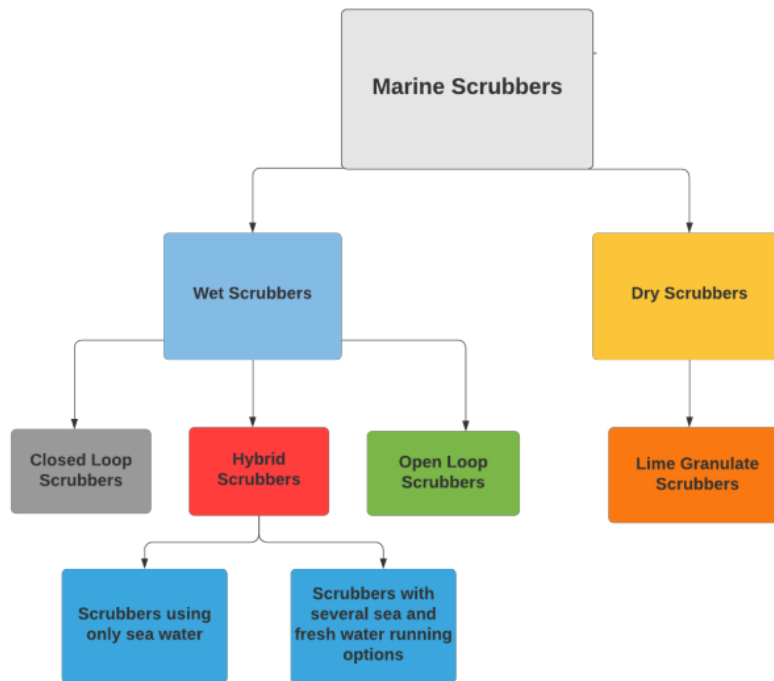 Marine Scrubbers
Wet Scrubbers
Dry Scrubbers
Closed Loop
Scrubbers
Hybrid
Scrubbers
Open Loop
Scrubbers
Lime Granulate
Scrubbers
Scrubbers using
only sea water
Scrubbers with
several sea and
fresh water running
options